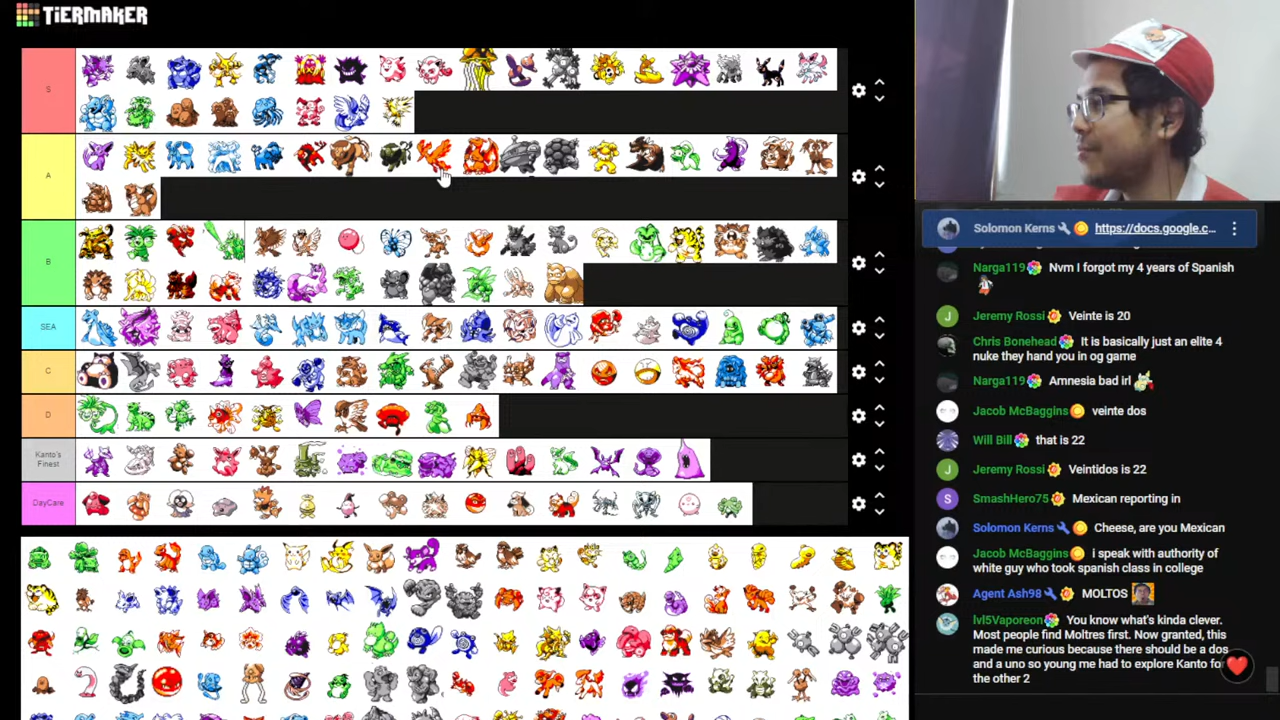 TIERMAKER
S
A
B
SEA
C
D
Kanto's
Finest
DayCare
Solomon Kerns https://docs.google.c...
Narga119 Nvm I forgot my 4 years of Spanish
J Jeremy Rossi Veinte is 20
Chris Bonehead It is basically just an elite 4
nuke they hand you in og game
Narga119 Amnesia bad irl
Jacob McBaggins veinte dos
Will Bill that is 22
J Jeremy Rossi Veintidos is 22
S SmashHero75 Mexican reporting in
Solomon Kerns Cheese, are you Mexican
Jacob McBaggins i speak with authority of
white guy who took spanish class in college
Agent Ash98 MOLTOS
lvl5Vaporeon You know what's kinda clever.
Most people find Moltres first. Now granted, this
made me curious because there should be a dos
and a uno so young me had to explore Kanto for
the other 2